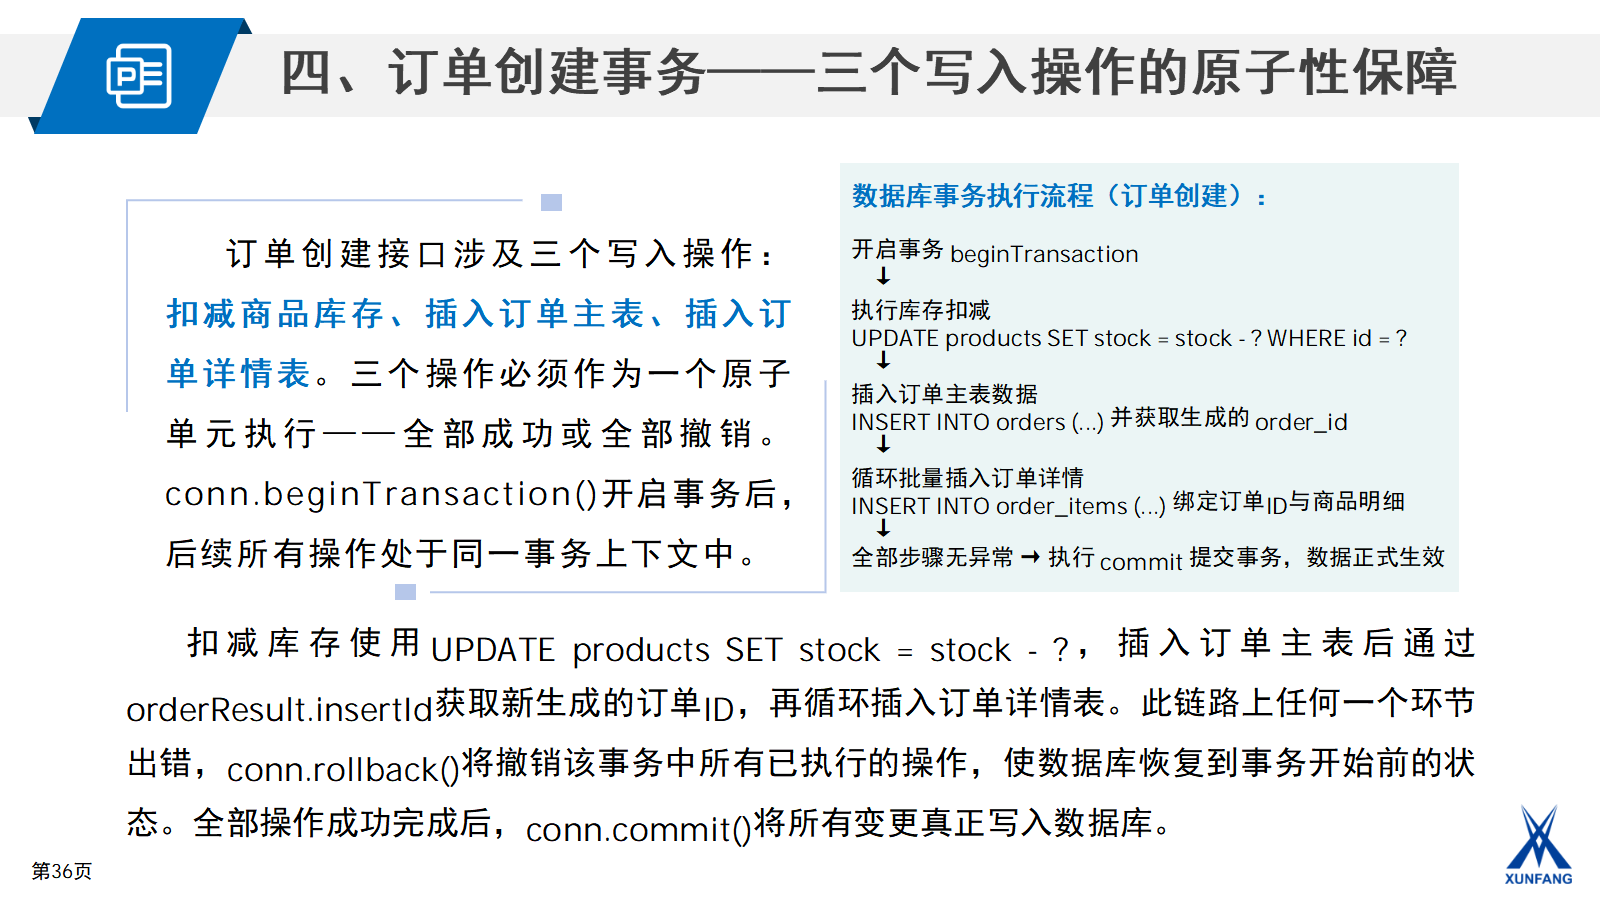 四、订单创建事务——三个写入操作的原子性保障
订单创建接口涉及三个写入操作：
扣减商品库存、插入订单主表、插入订
单详情表。三个操作必须作为一个原子
单元执行——全部成功或全部撤销。
conn.beginTransaction()开启事务后，
后续所有操作处于同一事务上下文中。
数据库事务执行流程（订单创建）：
开启事务 beginTransaction
↓
执行库存扣减
UPDATE products SET stock = stock - ? WHERE id = ?
↓
插入订单主表数据
INSERT INTO orders (...) 并获取生成的 order_id
↓
循环批量插入订单详情
INSERT INTO order_items (...) 绑定订单ID与商品明细
↓
全部步骤无异常 → 执行 commit 提交事务，数据正式生效
扣减库存使用 UPDATE products SET stock = stock - ?，插入订单主表后通过
orderResult.insertId获取新生成的订单ID，再循环插入订单详情表。此链路上任何一个环节
出错，conn.rollback()将撤销该事务中所有已执行的操作，使数据库恢复到事务开始前的状
态。全部操作成功完成后，conn.commit()将所有变更真正写入数据库。
第36页
XUNFANG